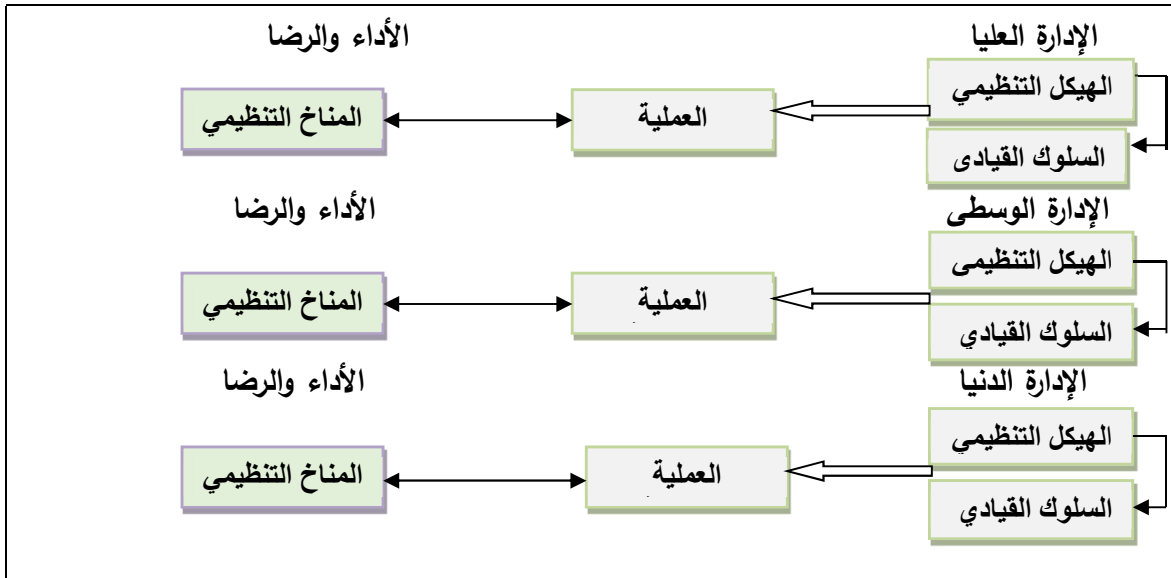 الإدارة العليا
الأداء والرضا
الهيكل التنظيمي
العملية
المناخ التنظيمي
السلوك القيادى
الإدارة الوسطى
الأداء والرضا
الهيكل التنظيمى
العملية
المناخ التنظيمي
السلوك القيادي
الإدارة الدنيا
الأداء والرضا
الهيكل التنظيمي
العملية
المناخ التنظيمي
السلوك القيادي